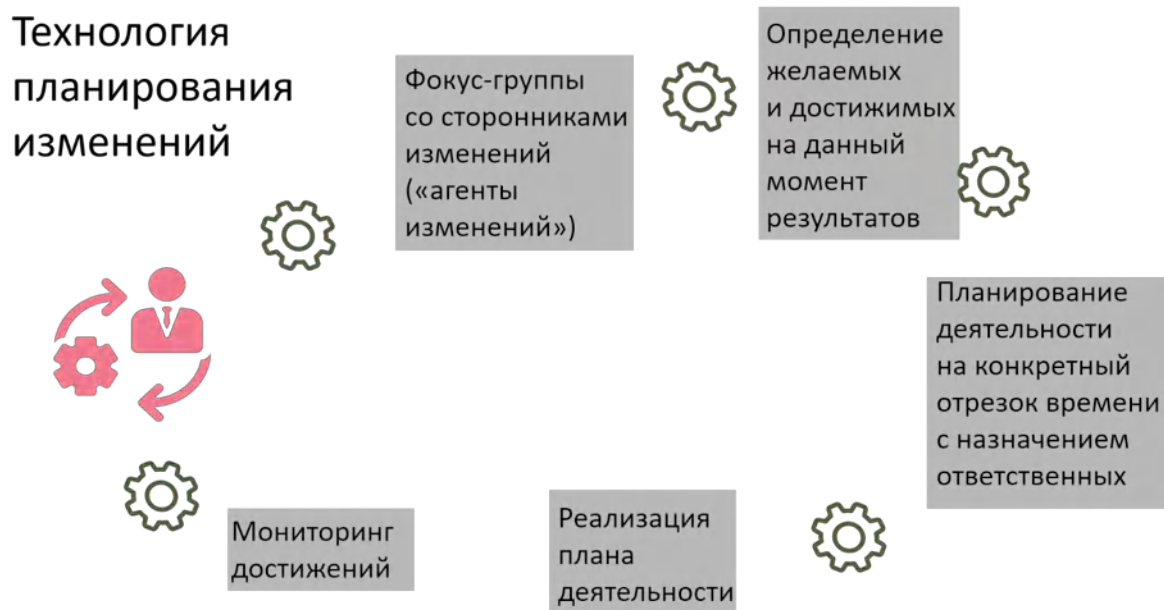 Технология
планирования
изменений
Фокус-группы
со сторонниками
изменений
(«агенты
изменений»)
Определение
желаемых
и достижимых
на данный
момент
результатов
Планирование
деятельности
на конкретный
отрезок времени
с назначением
ответственных
Реализация
плана
деятельности
Мониторинг
достижений